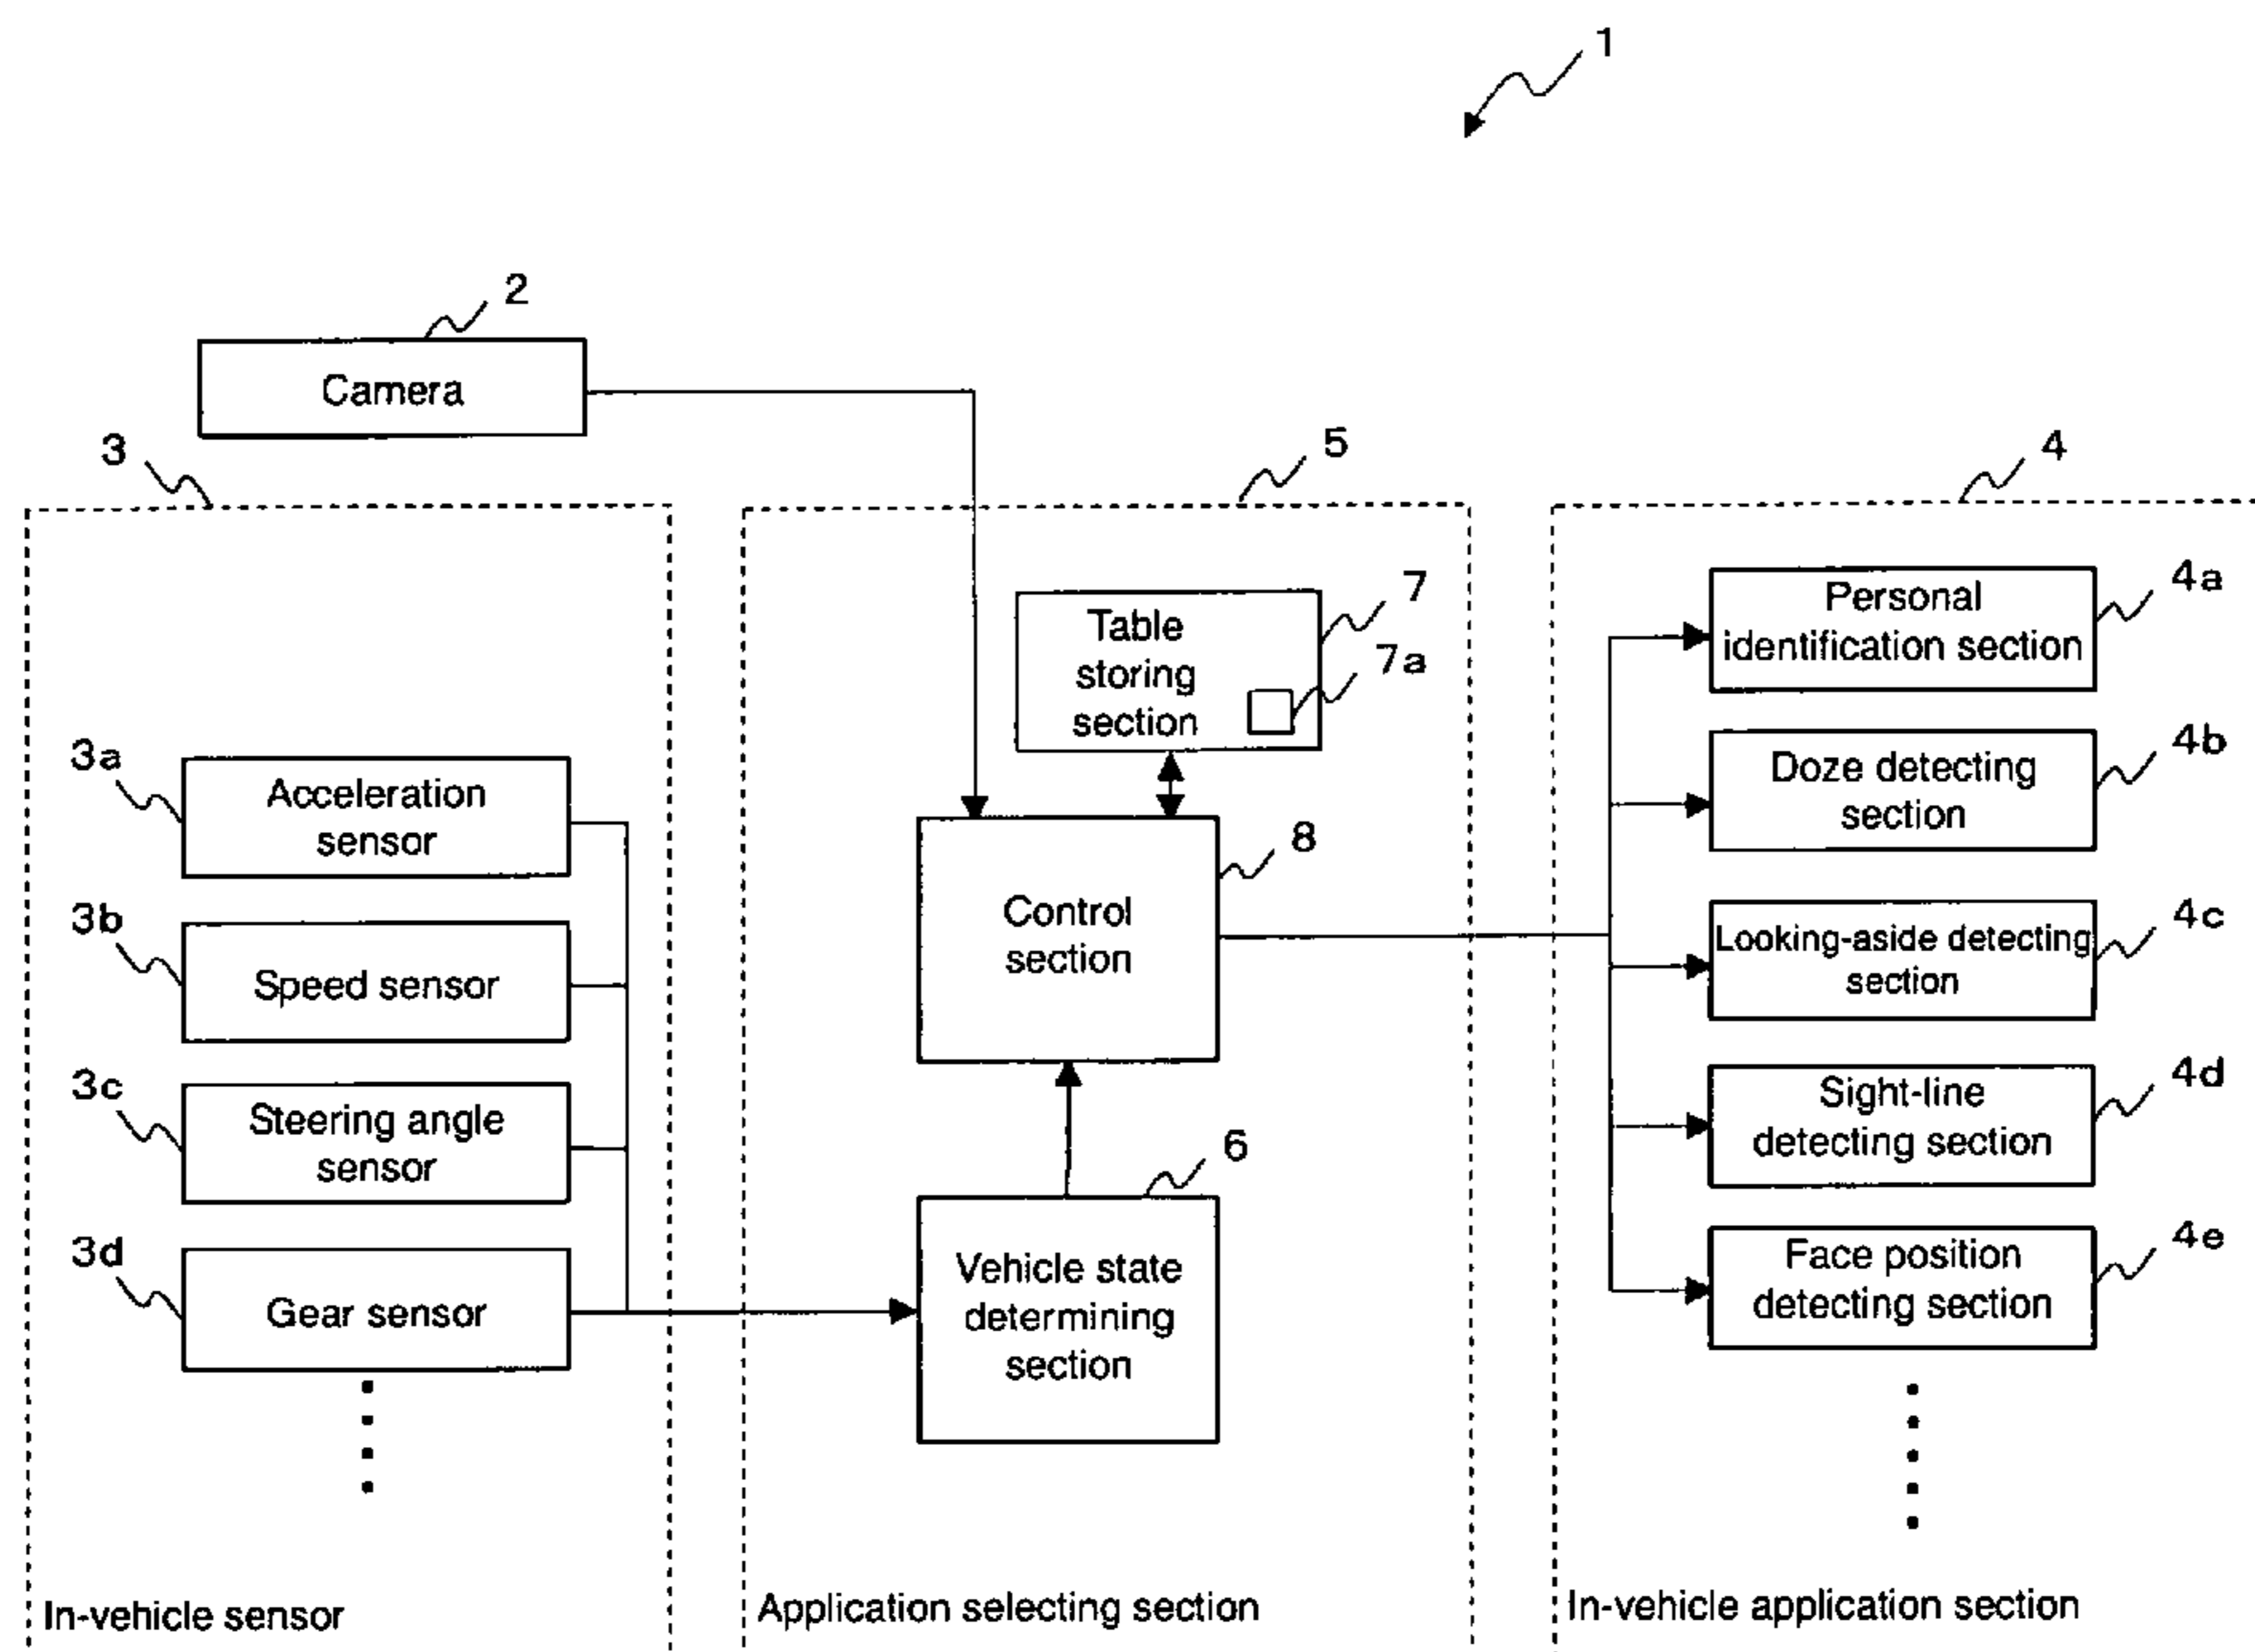 1
2
Camera
3
5
4
7
Table
storing
section
7a
4a
Personal
identification section
3a
Acceleration
sensor
4b
Doze detecting
section
8
Control
section
3b
Speed sensor
4c
Looking-aside detecting
section
3c
Steering angle
sensor
4d
Sight-line
detecting section
6
Vehicle state
determining
section
3d
Gear sensor
4e
Face position
detecting section
In-vehicle sensor
Application selecting section
In-vehicle application section